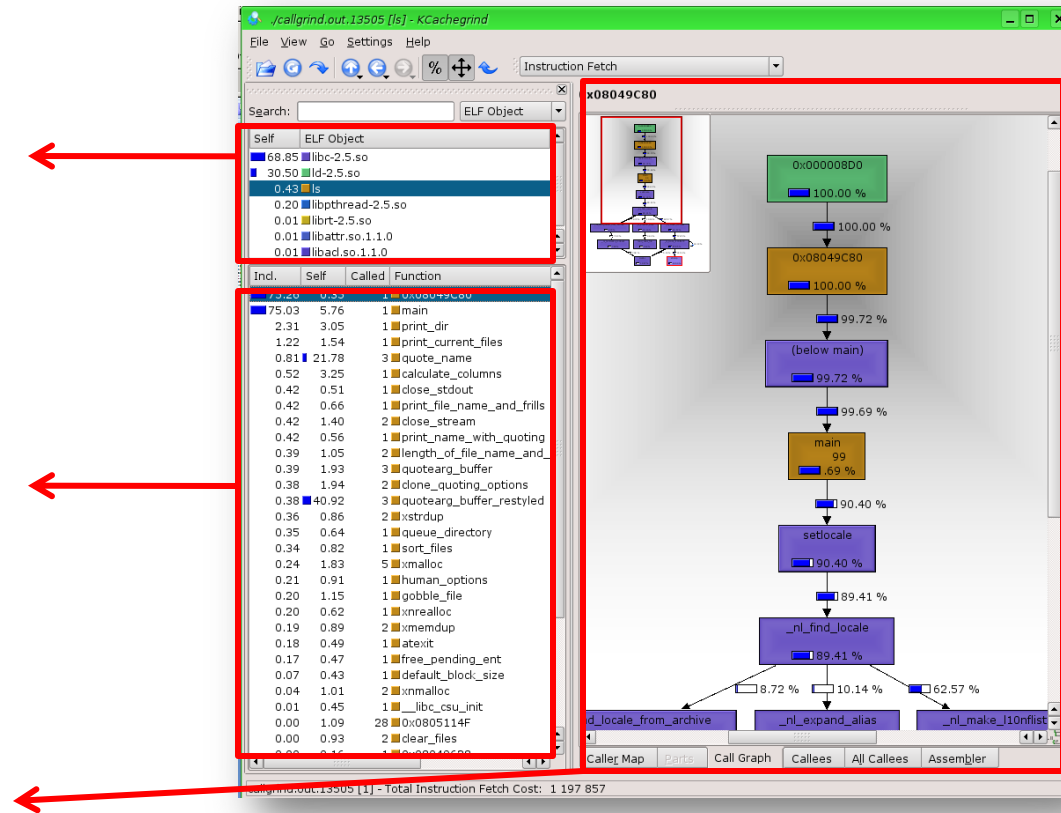 ./callgrind.out.13505 [ls] - KCachegrind
File View Go Settings Help
% Instruction Fetch
Search: ELF Object
Self ELF Object
68.85 libc-2.5.so
30.50 ld-2.5.so
0.43 ls
0.20 libpthread-2.5.so
0.01 librt-2.5.so
0.01 libattr.so.1.1.0
0.01 libacl.so.1.1.0
Incl. Self Called Function
75.26 0.35 1 0x08049C80
75.03 5.76 1 main
2.31 3.05 1 print_dir
1.22 1.54 1 print_current_files
0.81 21.78 3 quote_name
0.52 3.25 1 calculate_columns
0.42 0.51 1 close_stdout
0.42 0.66 1 print_file_name_and_frills
0.42 1.40 2 close_stream
0.42 0.56 1 print_name_with_quoting
0.39 1.05 2 length_of_file_name_and_
0.39 1.93 3 quotearg_buffer
0.38 1.94 2 clone_quoting_options
0.38 40.92 3 quotearg_buffer_restyled
0.36 0.86 2 xstrdup
0.35 0.64 1 queue_directory
0.34 0.82 1 sort_files
0.24 1.83 5 xmalloc
0.21 0.91 1 human_options
0.20 1.15 1 gobble_file
0.20 0.62 1 xnrealloc
0.19 0.89 2 xmemdup
0.18 0.49 1 atexit
0.17 0.47 1 free_pending_ent
0.07 0.43 1 default_block_size
0.04 1.01 2 xnmalloc
0.01 0.45 1 __libc_csu_init
0.00 1.09 28 0x0805114F
0.00 0.93 2 clear_files
x08049C80
0x000008D0
100.00 %
100.00 %
0x08049C80
100.00 %
99.72 %
(below main)
99.72 %
99.69 %
main
99
.69 %
90.40 %
setlocale
90.40 %
89.41 %
_nl_find_locale
89.41 %
8.72 % 10.14 % 62.57 %
d_locale_from_archive _nl_expand_alias _nl_make_l10nflist
Caller Map Parts Call Graph Callees All Callees Assembler
callgrind.out.13505 [1] - Total Instruction Fetch Cost: 1 197 857